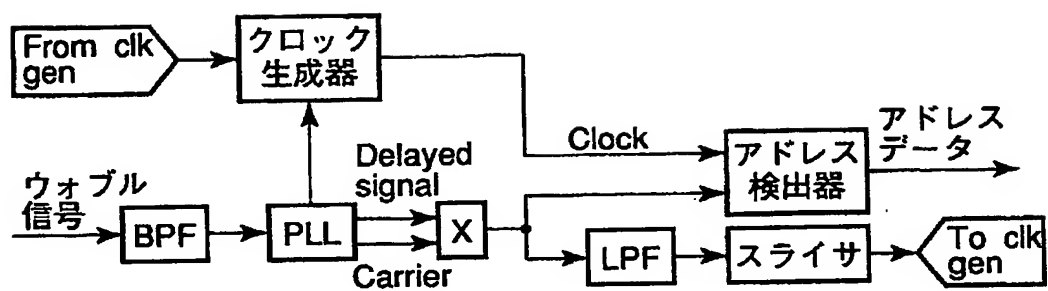 From clk
gen
クロック
生成器
Clock
アドレス
検出器
アドレス
データ
ウォブル
信号
BPF
PLL
Delayed
signal
Carrier
X
LPF
スライサ
To clk
gen